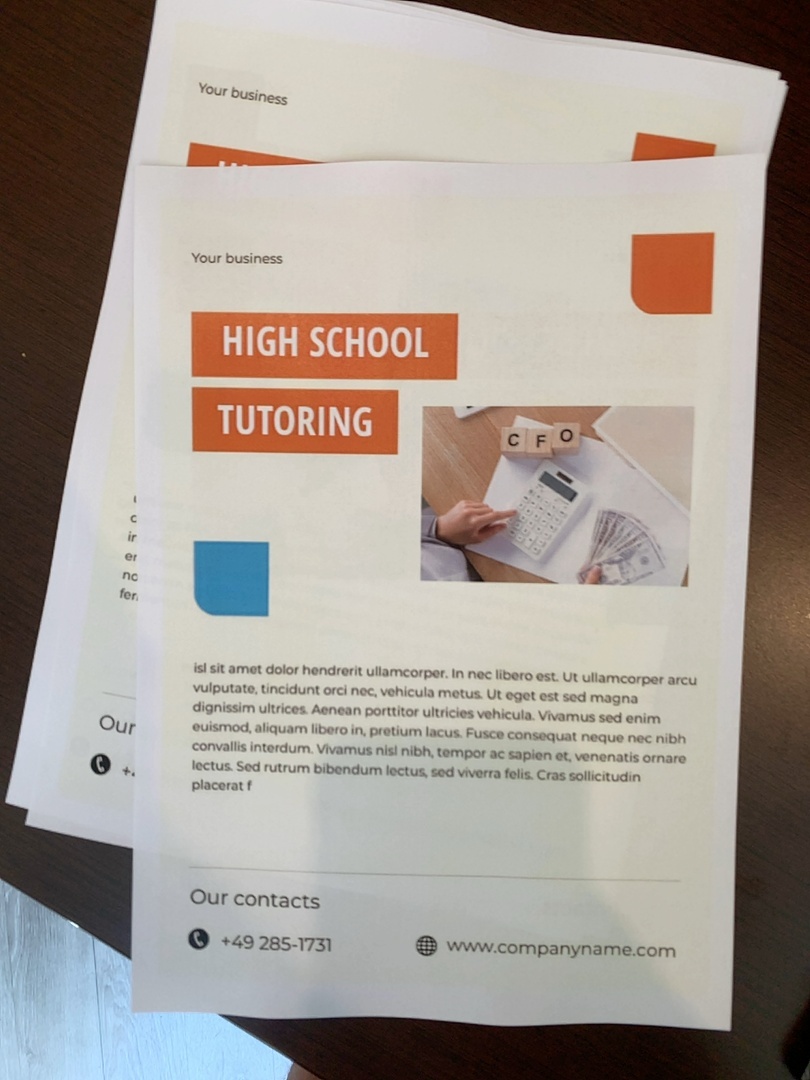 Your business
Your business
HIGH SCHOOL
TUTORING
C F O
isl sit amet dolor hendrerit ullamcorper. In nec libero est. Ut ullamcorper arcu
vulputate, tincidunt orci nec, vehicula metus. Ut eget est sed magna
dignissim ultrices. Aenean porttitor ultricies vehicula. Vivamus sed enim
euismod, aliquam libero in, pretium lacus. Fusce consequat neque nec nibh
convallis interdum. Vivamus nisl nibh, tempor ac sapien et, venenatis ornare
lectus. Sed rutrum bibendum lectus, sed viverra felis. Cras sollicitudin
placerat f
Our
Our contacts
+49 285-1731
www.companyname.com